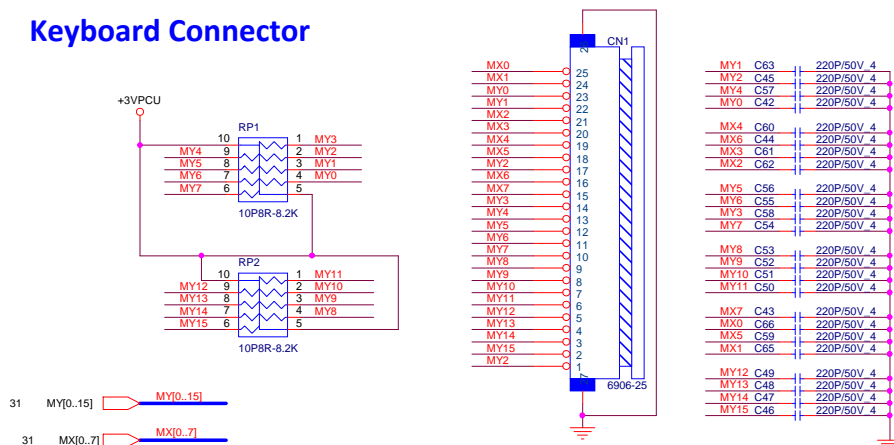 Keyboard Connector
+3VPCU
RP1
10 1 MY3
MY4 9 2 MY2
MY5 8 3 MY1
MY6 7 4 MY0
MY7 6 5
10P8R-8.2K
RP2
10 1 MY11
MY12 9 2 MY10
MY13 8 3 MY9
MY14 7 4 MY8
MY15 6 5
10P8R-8.2K
31 MY[0..15] MY[0..15]
31 MX[0..7] MX[0..7]
CN1
MX0 25
MX1 24
MY0 23
MY1 22
MX2 21
MX3 20
MX4 19
MX5 18
MY2 17
MX6 16
MX7 15
MY3 14
MY4 13
MY5 12
MY6 11
MY7 10
MY8 9
MY9 8
MY10 7
MY11 6
MY12 5
MY13 4
MY14 3
MY15 2
MY2 1
6906-25
MY1 C63 220P/50V_4
MY2 C45 220P/50V_4
MY4 C57 220P/50V_4
MY0 C42 220P/50V_4
MX4 C60 220P/50V_4
MX6 C44 220P/50V_4
MX3 C61 220P/50V_4
MX2 C62 220P/50V_4
MY5 C56 220P/50V_4
MY6 C55 220P/50V_4
MY3 C58 220P/50V_4
MY7 C54 220P/50V_4
MY8 C53 220P/50V_4
MY9 C52 220P/50V_4
MY10 C51 220P/50V_4
MY11 C50 220P/50V_4
MX7 C43 220P/50V_4
MX0 C66 220P/50V_4
MX5 C59 220P/50V_4
MX1 C65 220P/50V_4
MY12 C49 220P/50V_4
MY13 C48 220P/50V_4
MY14 C47 220P/50V_4
MY15 C46 220P/50V_4